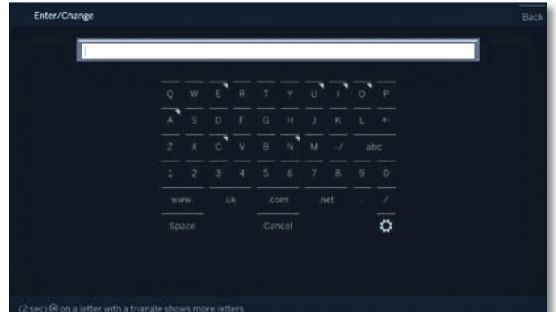 Enter/Change
Back
Q W E R T Y U I O P
A S D F G H J K L ←
Z X C V B N M :/ abc
1 2 3 4 5 6 7 8 9 0
www. .uk .com .net . /
Space Cancel
(2 sec) OK on a letter with a triangle shows more letters